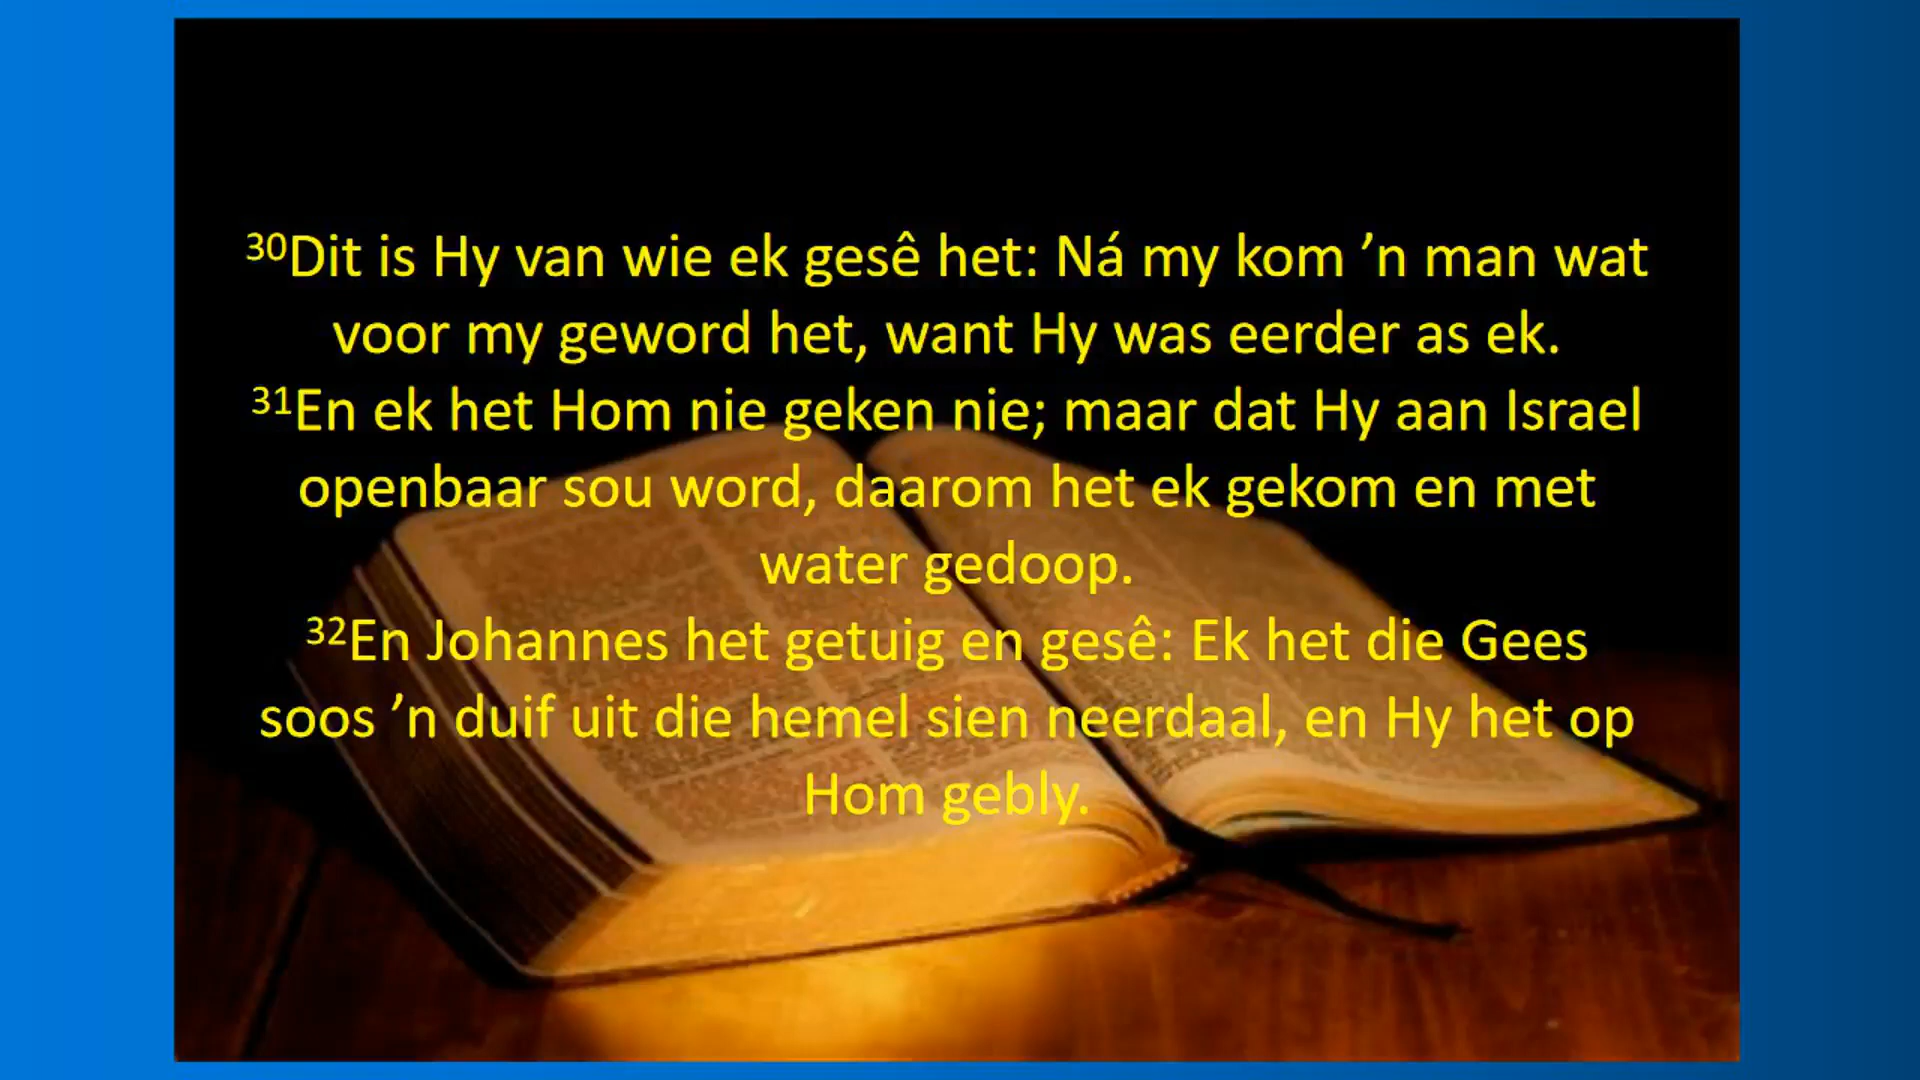 ³⁰Dit is Hy van wie ek gesê het: Ná my kom ’n man wat
voor my geword het, want Hy was eerder as ek.
³¹En ek het Hom nie geken nie; maar dat Hy aan Israel
openbaar sou word, daarom het ek gekom en met
water gedoop.
³²En Johannes het getuig en gesê: Ek het die Gees
soos ’n duif uit die hemel sien neerdaal, en Hy het op
Hom gebly.